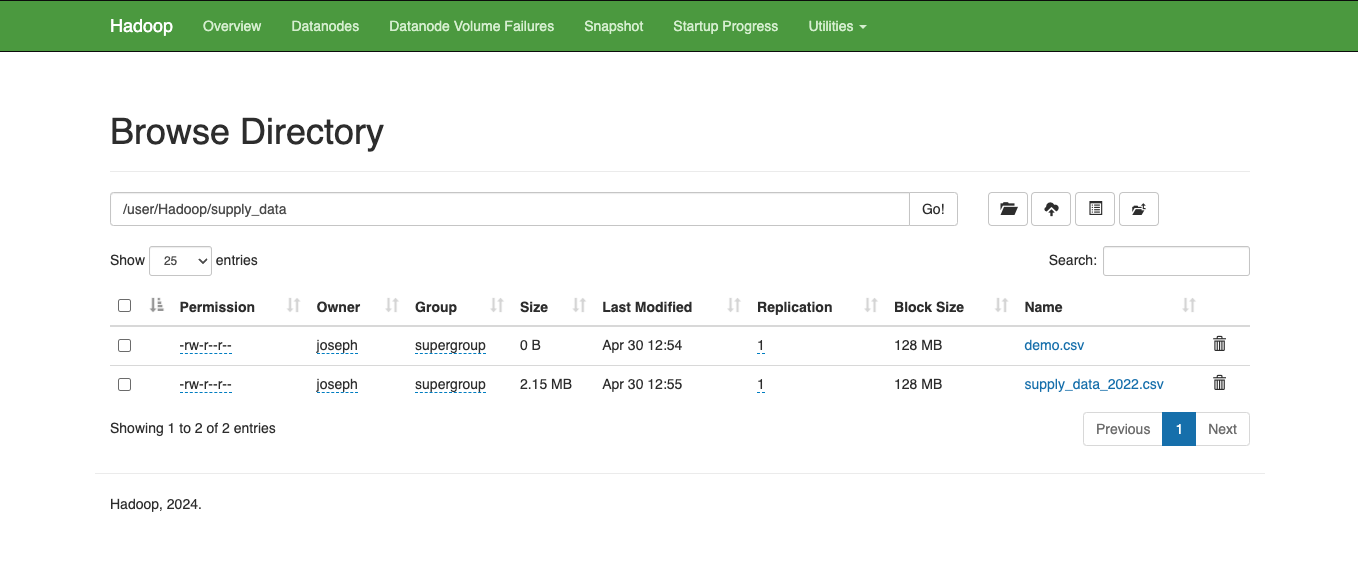 Hadoop Overview Datanodes Datanode Volume Failures Snapshot Startup Progress Utilities
Browse Directory
/user/Hadoop/supply_data Go!
Show 25 entries Search:
Permission Owner Group Size Last Modified Replication Block Size Name
-rw-r--r-- joseph supergroup 0 B Apr 30 12:54 1 128 MB demo.csv
-rw-r--r-- joseph supergroup 2.15 MB Apr 30 12:55 1 128 MB supply_data_2022.csv
Showing 1 to 2 of 2 entries Previous 1 Next
Hadoop, 2024.